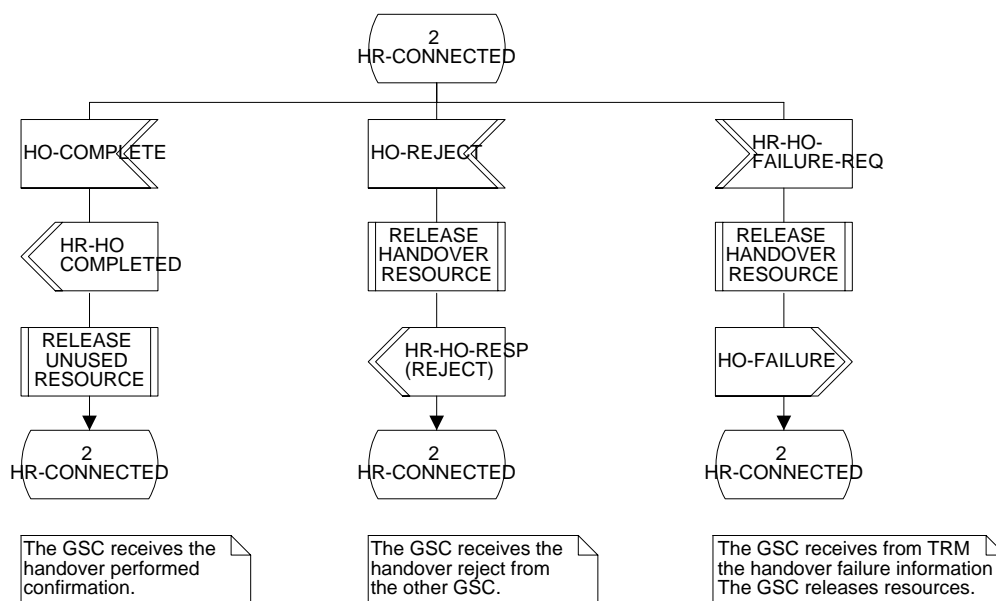 2
HR-CONNECTED
HO-COMPLETE
HO-REJECT
HR-HO-
FAILURE-REQ
HR-HO
COMPLETED
RELEASE
HANDOVER
RESOURCE
RELEASE
HANDOVER
RESOURCE
RELEASE
UNUSED
RESOURCE
HR-HO-RESP
(REJECT)
HO-FAILURE
2
HR-CONNECTED
2
HR-CONNECTED
2
HR-CONNECTED
The GSC receives the
handover performed
confirmation.
The GSC receives the
handover reject from
the other GSC.
The GSC receives from TRM
the handover failure information
The GSC releases resources.